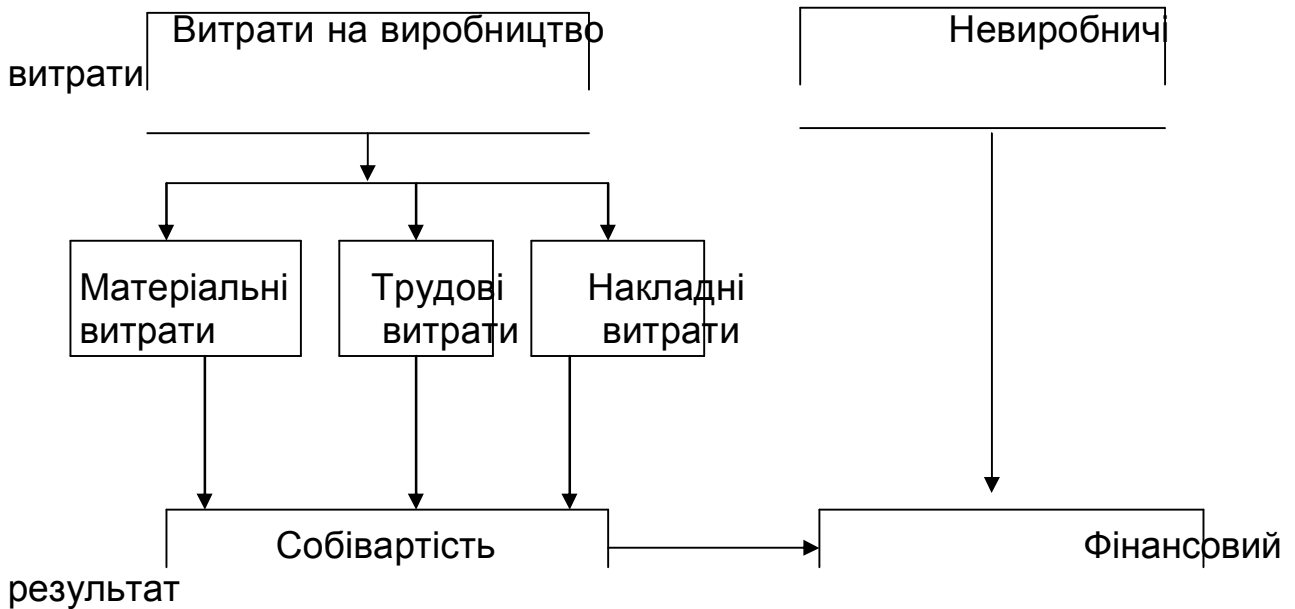 Витрати на виробництво Невиробничі
витрати
Матеріальні Трудові Накладні
витрати витрати витрати
Собівартість Фінансовий
результат